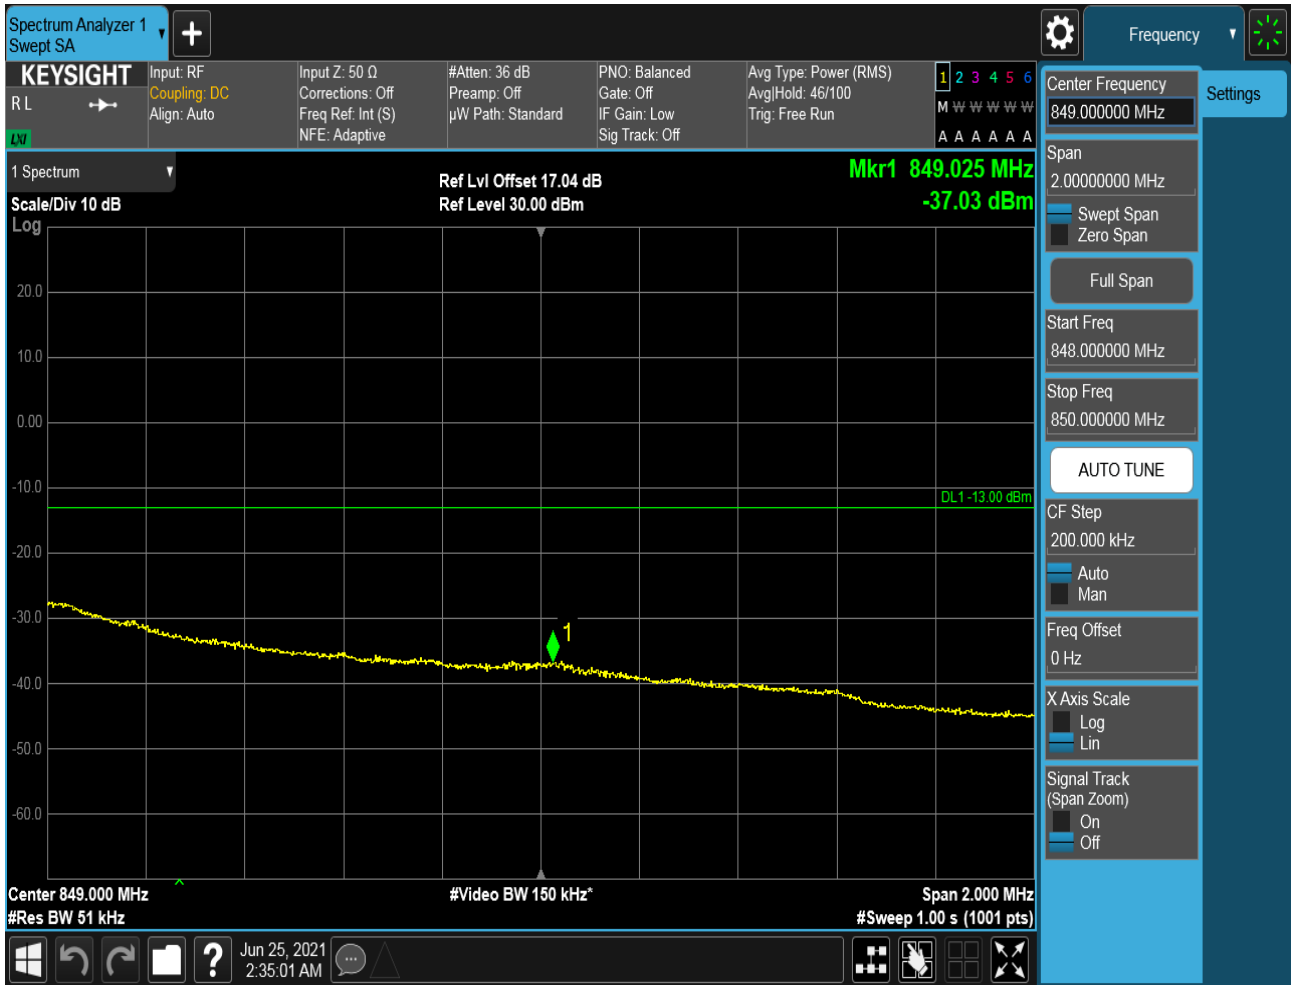 Spectrum Analyzer 1
Swept SA
Frequency
KEYSIGHT
R L
LXI
Input: RF
Coupling: DC
Align: Auto
Input Z: 50 Ω
Corrections: Off
Freq Ref: Int (S)
NFE: Adaptive
#Atten: 36 dB
Preamp: Off
µW Path: Standard
PNO: Balanced
Gate: Off
IF Gain: Low
Sig Track: Off
Avg Type: Power (RMS)
Avg|Hold: 46/100
Trig: Free Run
1 2 3 4 5 6
M W W W W W
A A A A A A
1 Spectrum
Scale/Div 10 dB
Log
Ref Lvl Offset 17.04 dB
Ref Level 30.00 dBm
Mkr1 849.025 MHz
-37.03 dBm
20.0
10.0
0.00
-10.0
DL1 -13.00 dBm
-20.0
-30.0
1
-40.0
-50.0
-60.0
Center 849.000 MHz
#Video BW 150 kHz*
Span 2.000 MHz
#Res BW 51 kHz
#Sweep 1.00 s (1001 pts)
?
Jun 25, 2021
2:35:01 AM
Center Frequency
849.000000 MHz
Settings
Span
2.00000000 MHz
Swept Span
Zero Span
Full Span
Start Freq
848.000000 MHz
Stop Freq
850.000000 MHz
AUTO TUNE
CF Step
200.000 kHz
Auto
Man
Freq Offset
0 Hz
X Axis Scale
Log
Lin
Signal Track
(Span Zoom)
On
Off